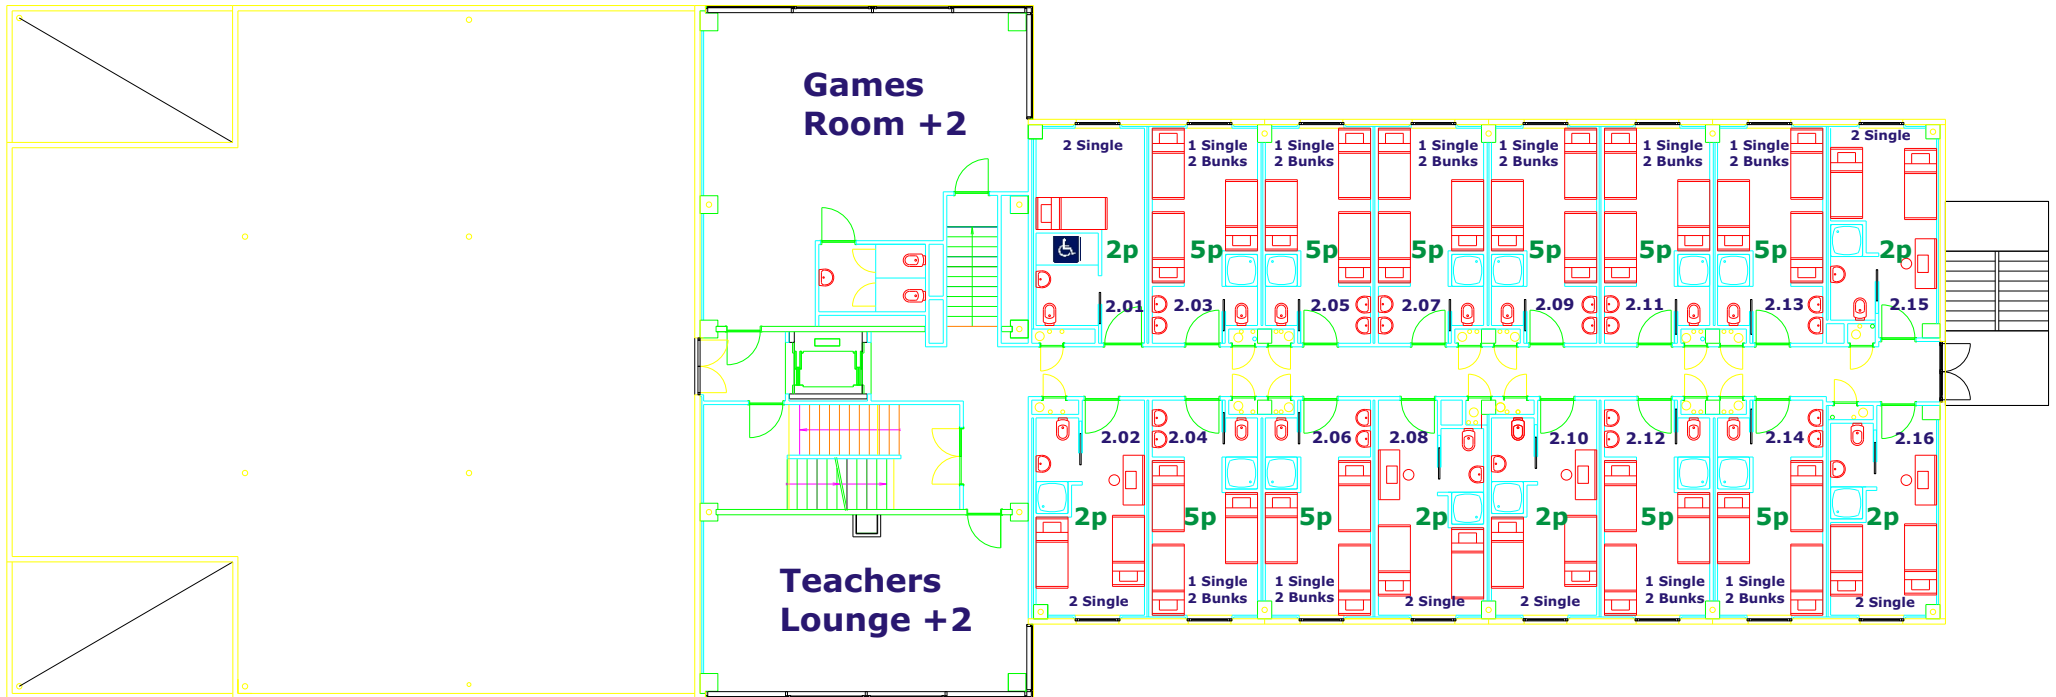 Games
Room +2
2 Single
1 Single
2 Bunks
1 Single
2 Bunks
1 Single
2 Bunks
1 Single
2 Bunks
1 Single
2 Bunks
1 Single
2 Bunks
2 Single
2p
5p
5p
5p
5p
5p
5p
2p
2.01
2.03
2.05
2.07
2.09
2.11
2.13
2.15
2.02
2.04
2.06
2.08
2.10
2.12
2.14
2.16
2p
5p
5p
2p
2p
5p
5p
2p
Teachers
Lounge +2
2 Single
1 Single
2 Bunks
1 Single
2 Bunks
2 Single
2 Single
1 Single
2 Bunks
1 Single
2 Bunks
2 Single